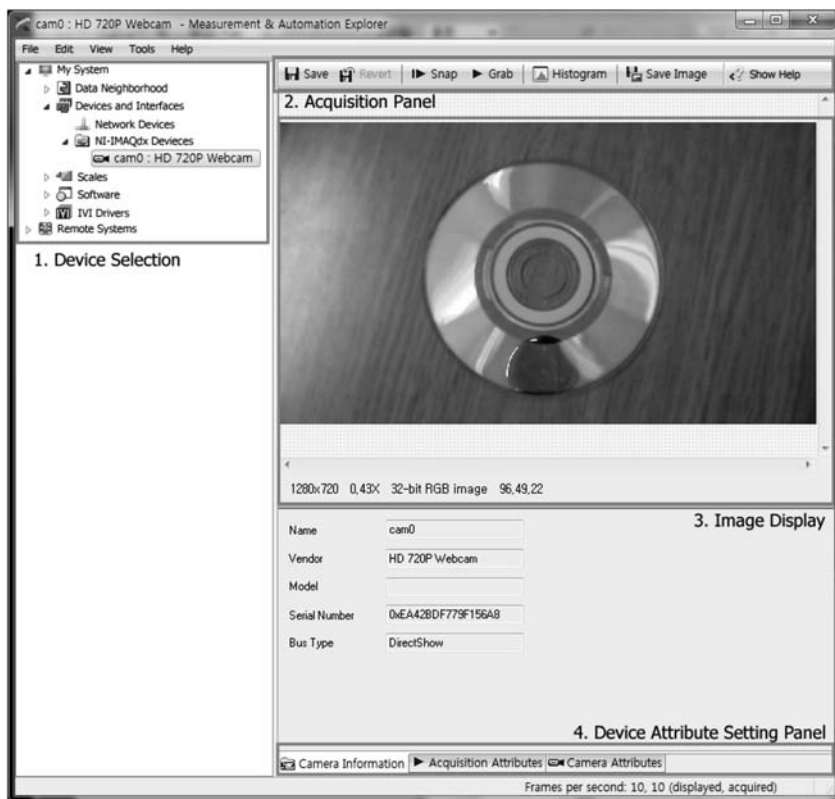 cam0 : HD 720P Webcam - Measurement & Automation Explorer
File Edit View Tools Help
My System
Data Neighborhood
Devices and Interfaces
Network Devices
NI-IMAQdx Devieces
cam0 : HD 720P Webcam
Scales
Software
IVI Drivers
Remote Systems
1. Device Selection
Save Revert Snap Grab Histogram Save Image Show Help
2. Acquisition Panel
1280x720 0,43X 32-bit RGB image 96,49,22
3. Image Display
Name cam0
Vendor HD 720P Webcam
Model
Serial Number 0xEA42BDF779F156A8
Bus Type DirectShow
4. Device Attribute Setting Panel
Camera Information Acquisition Attributes Camera Attributes
Frames per second: 10, 10 (displayed, acquired)